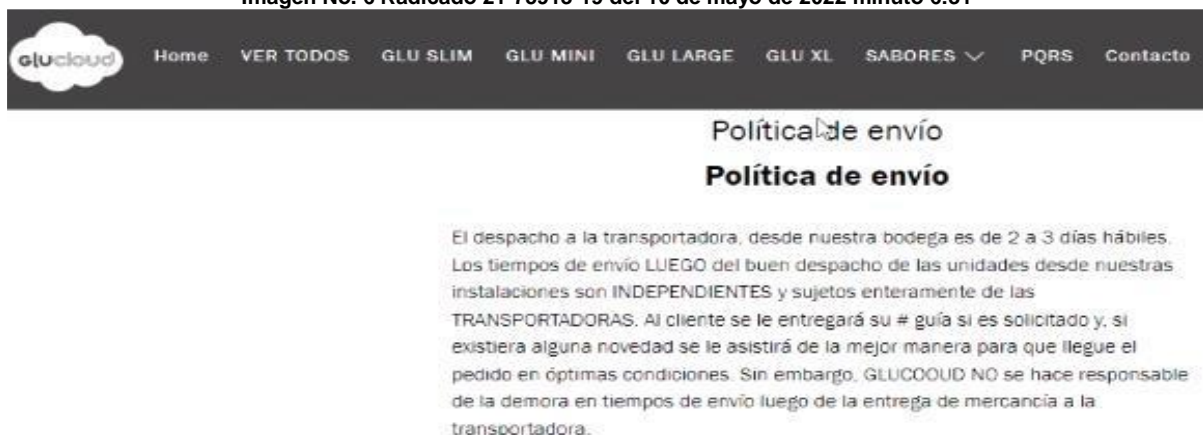 Imagen No. 6 Radicado 21-78915-19 del 10 de mayo de 2022 minuto 6:31
glucloud Home VER TODOS GLU SLIM GLU MINI GLU LARGE GLU XL SABORES PQRS Contacto
Política de envío
Política de envío
El despacho a la transportadora, desde nuestra bodega es de 2 a 3 días hábiles.
Los tiempos de envío LUEGO del buen despacho de las unidades desde nuestras
instalaciones son INDEPENDIENTES y sujetos enteramente de las
TRANSPORTADORAS. Al cliente se le entregará su # guía si es solicitado y, si
existiera alguna novedad se le asistirá de la mejor manera para que llegue el
pedido en óptimas condiciones. Sin embargo, GLUCOOUD NO se hace responsable
de la demora en tiempos de envío luego de la entrega de mercancía a la
transportadora.